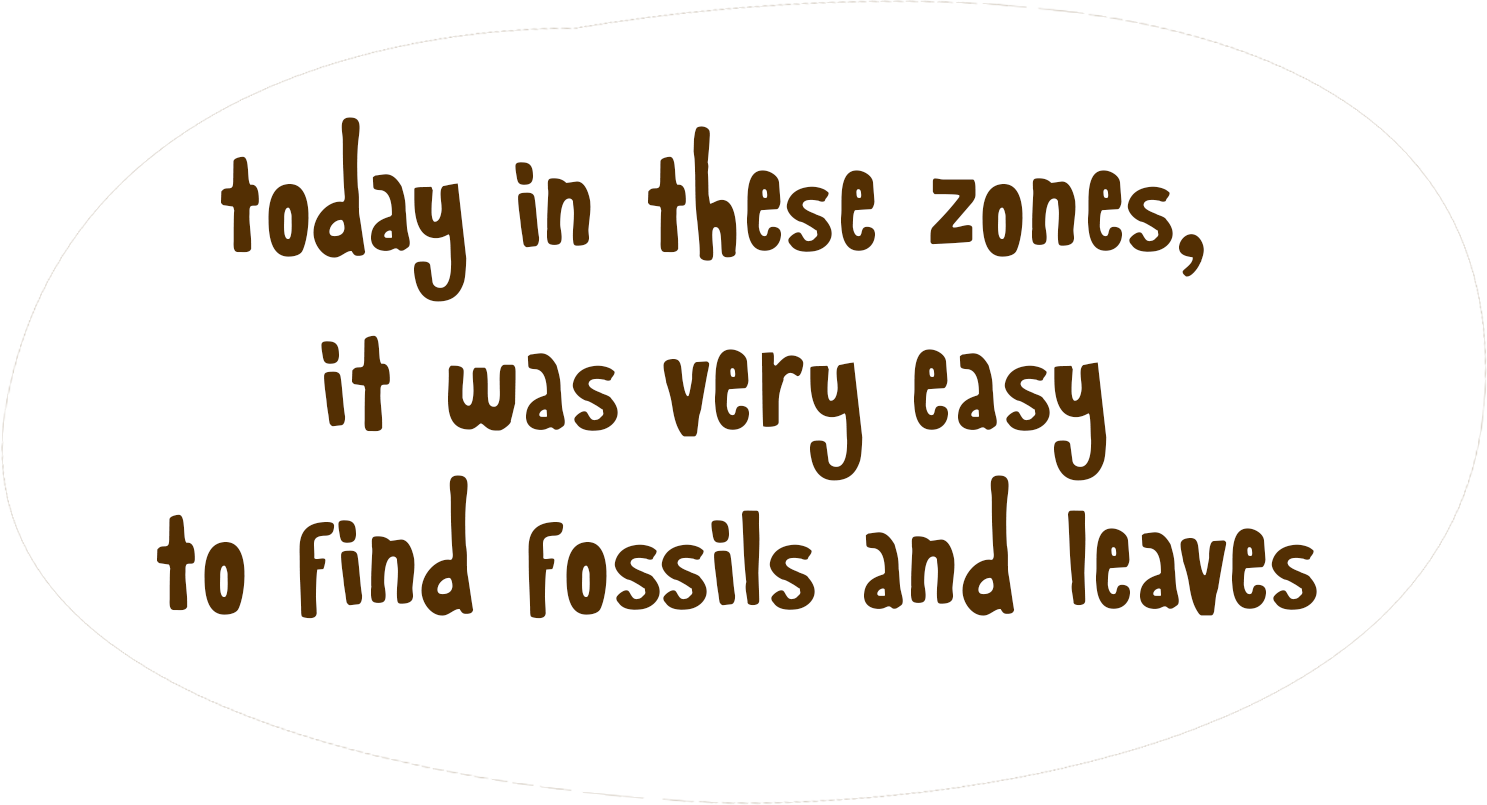 today in these zones,
it was very easy
to find fossils and leaves